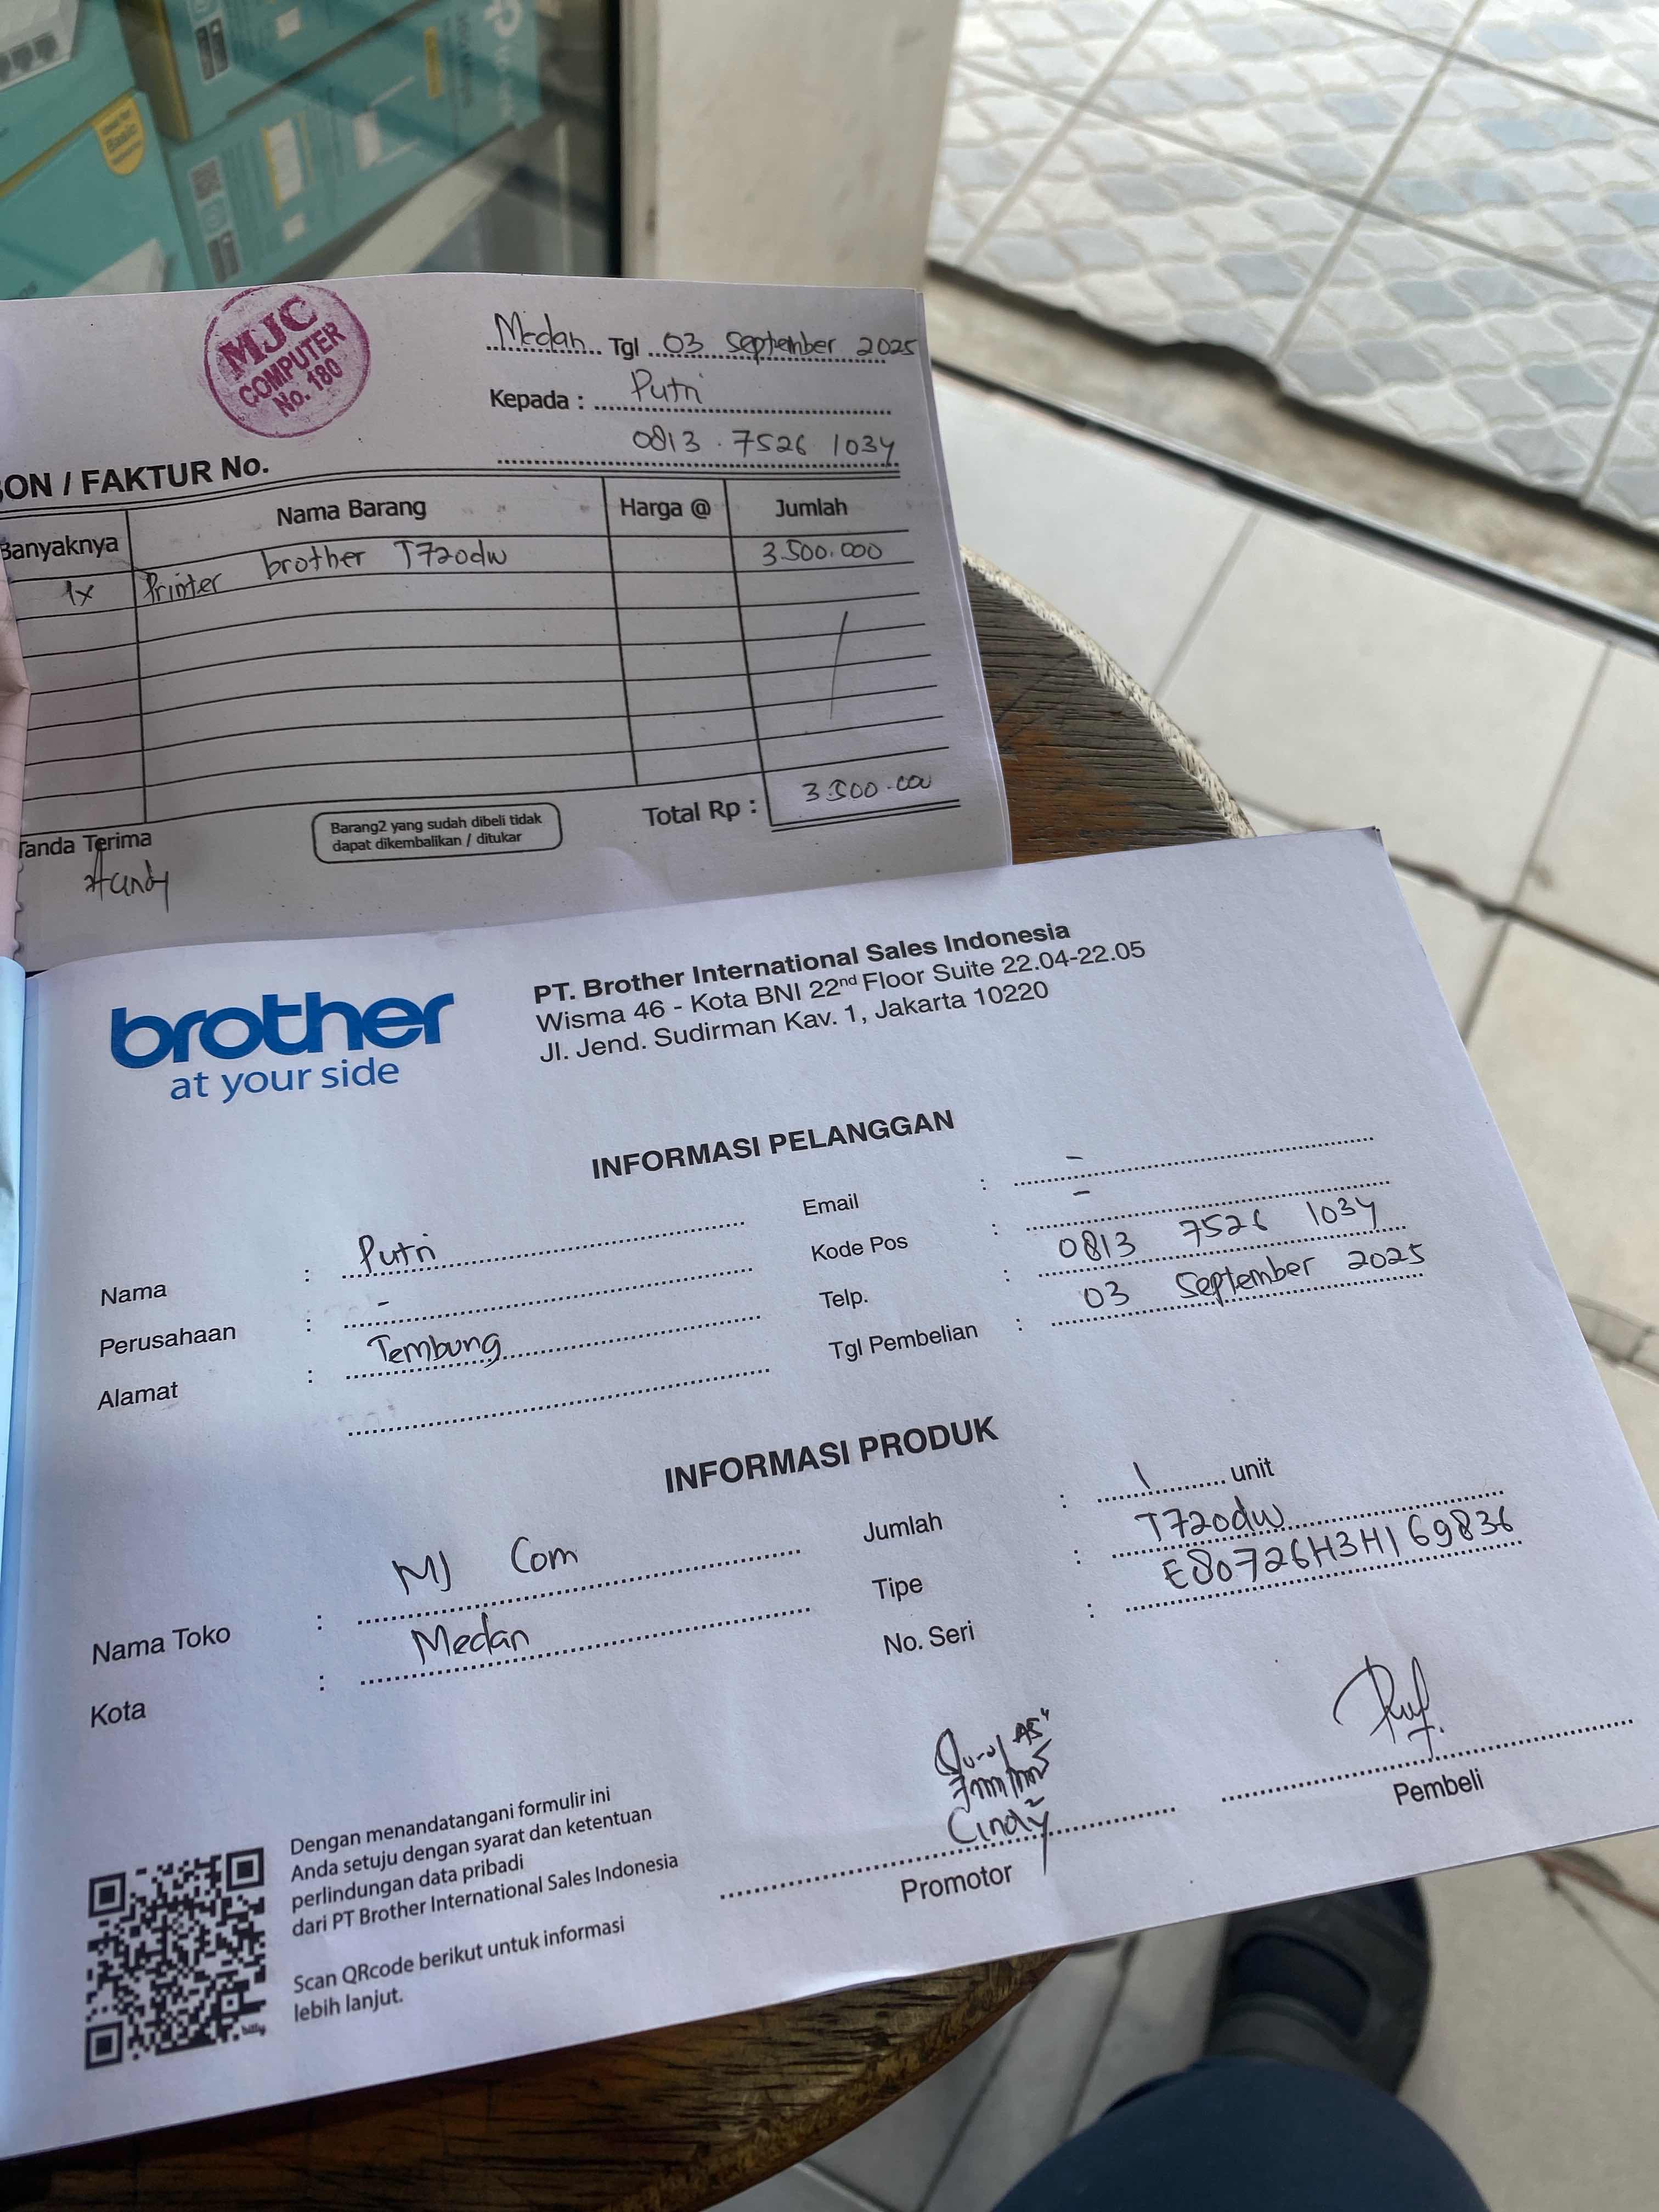 MJC
COMPUTER
No. 180
Medan Tgl 03 September 2025
Kepada : Putri
0813 . 7526 1034
BON / FAKTUR No.
Banyaknya Nama Barang Harga @ Jumlah
1x Printer brother T720dw 3.500.000
Total Rp : 3.500.000
Tanda Terima
Barang2 yang sudah dibeli tidak
dapat dikembalikan / ditukar
brother
at your side
PT. Brother International Sales Indonesia
Wisma 46 - Kota BNI 22nd Floor Suite 22.04-22.05
Jl. Jend. Sudirman Kav. 1, Jakarta 10220
INFORMASI PELANGGAN
Nama : Putri
Perusahaan : -
Alamat : Tembung
Email : -
Kode Pos : -
Telp. : 0813 7526 1034
Tgl Pembelian : 03 September 2025
INFORMASI PRODUK
Nama Toko : MJ Com
Kota : Medan
Jumlah : 1 unit
Tipe : T720dw
No. Seri : E80726H3H169836
Cindy
Promotor
Pembeli
Dengan menandatangani formulir ini
Anda setuju dengan syarat dan ketentuan
perlindungan data pribadi
dari PT Brother International Sales Indonesia
Scan QRcode berikut untuk informasi
lebih lanjut.